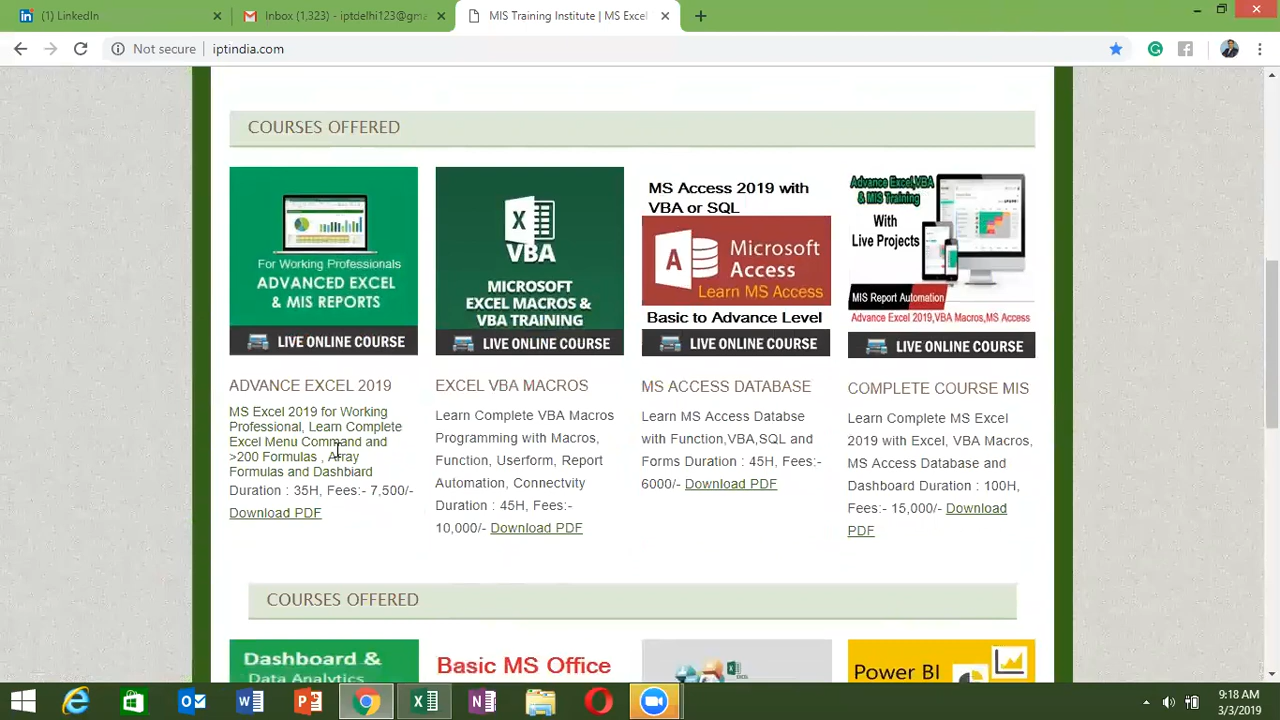 (1) LinkedIn
Inbox (1,323) - iptdelhi123@gma
MIS Training Institute | MS Excel
Not secure
iptindia.com
COURSES OFFERED
For Working Professionals
ADVANCED EXCEL
& MIS REPORTS
LIVE ONLINE COURSE
X
VBA
MICROSOFT
EXCEL MACROS &
VBA TRAINING
LIVE ONLINE COURSE
MS Access 2019 with
VBA or SQL
A
Microsoft
Access
Learn MS Access
Basic to Advance Level
LIVE ONLINE COURSE
Advance Excel,VBA
& MIS Training
With
Live Projects
MIS Report Automation
Advance Excel 2019,VBA Macros,MS Access
LIVE ONLINE COURSE
ADVANCE EXCEL 2019
MS Excel 2019 for Working
Professional, Learn Complete
Excel Menu Command and
>200 Formulas , Array
Formulas and Dashbiard
Duration : 35H, Fees:- 7,500/-
Download PDF
EXCEL VBA MACROS
Learn Complete VBA Macros
Programming with Macros,
Function, Userform, Report
Automation, Connectvity
Duration : 45H, Fees:-
10,000/- Download PDF
MS ACCESS DATABASE
Learn MS Access Databse
with Function,VBA,SQL and
Forms Duration : 45H, Fees:-
6000/- Download PDF
COMPLETE COURSE MIS
Learn Complete MS Excel
2019 with Excel, VBA Macros,
MS Access Database and
Dashboard Duration : 100H,
Fees:- 15,000/- Download
PDF
COURSES OFFERED
Dashboard &
Data Analytics
Basic MS Office
Power BI
9:18 AM
3/3/2019